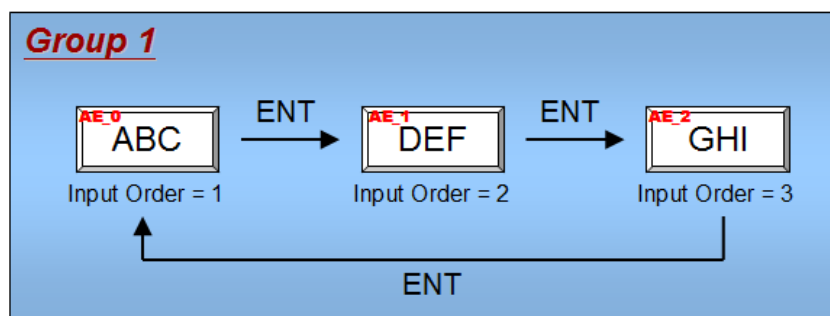 Group 1
ENT
ENT
AE_0
AE_1
AE_2
ABC
DEF
GHI
Input Order = 1
Input Order = 2
Input Order = 3
ENT